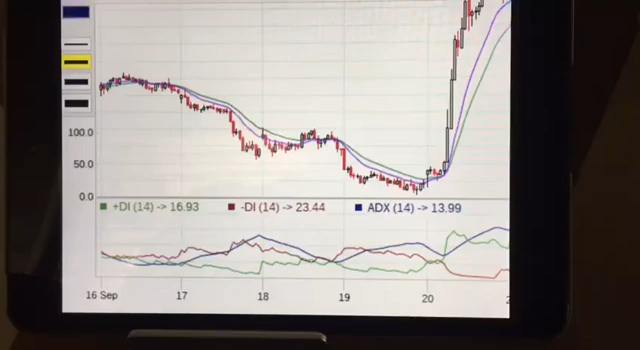 100.0
50.0
0.0
+DI (14) -> 16.93 -DI (14) -> 23.44 ADX (14) -> 13.99
16 Sep 17 18 19 20